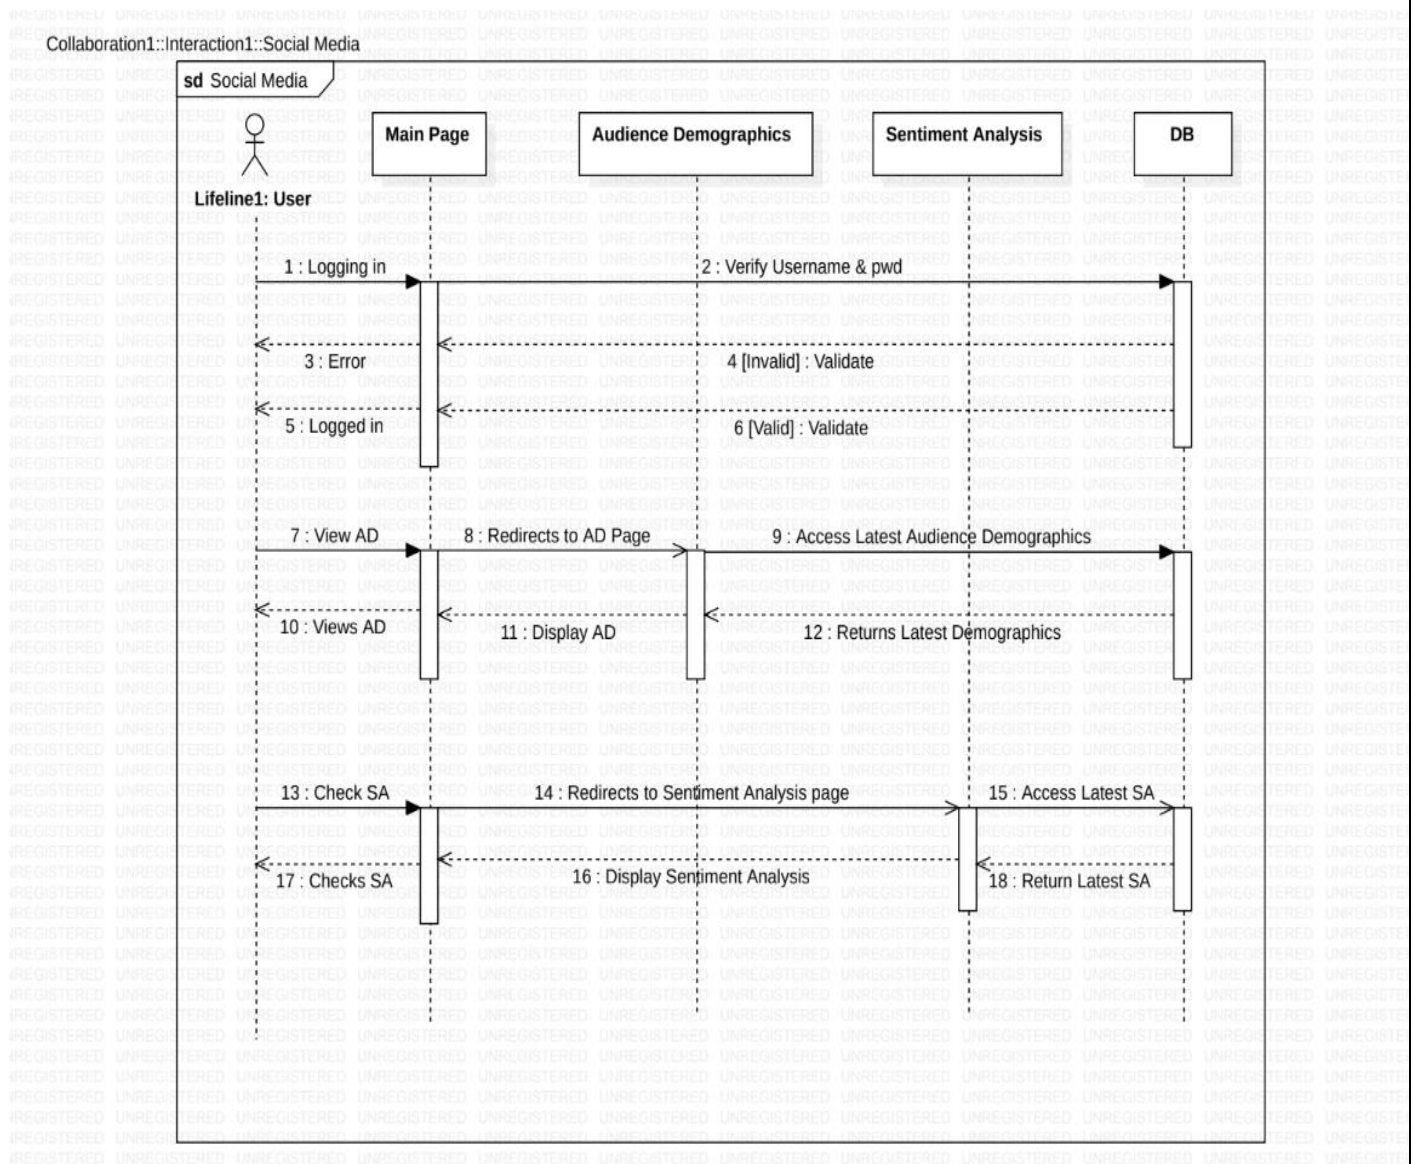 Collaboration1::Interaction1::Social Media
sd Social Media
Main Page
Audience Demographics
Sentiment Analysis
DB
Lifeline1: User
1 : Logging in
2 : Verify Username & pwd
3 : Error
4 [Invalid] : Validate
5 : Logged in
6 [Valid] : Validate
7 : View AD
8 : Redirects to AD Page
9 : Access Latest Audience Demographics
10 : Views AD
11 : Display AD
12 : Returns Latest Demographics
13 : Check SA
14 : Redirects to Sentiment Analysis page
15 : Access Latest SA
17 : Checks SA
16 : Display Sentiment Analysis
18 : Return Latest SA
UNREGISTERED